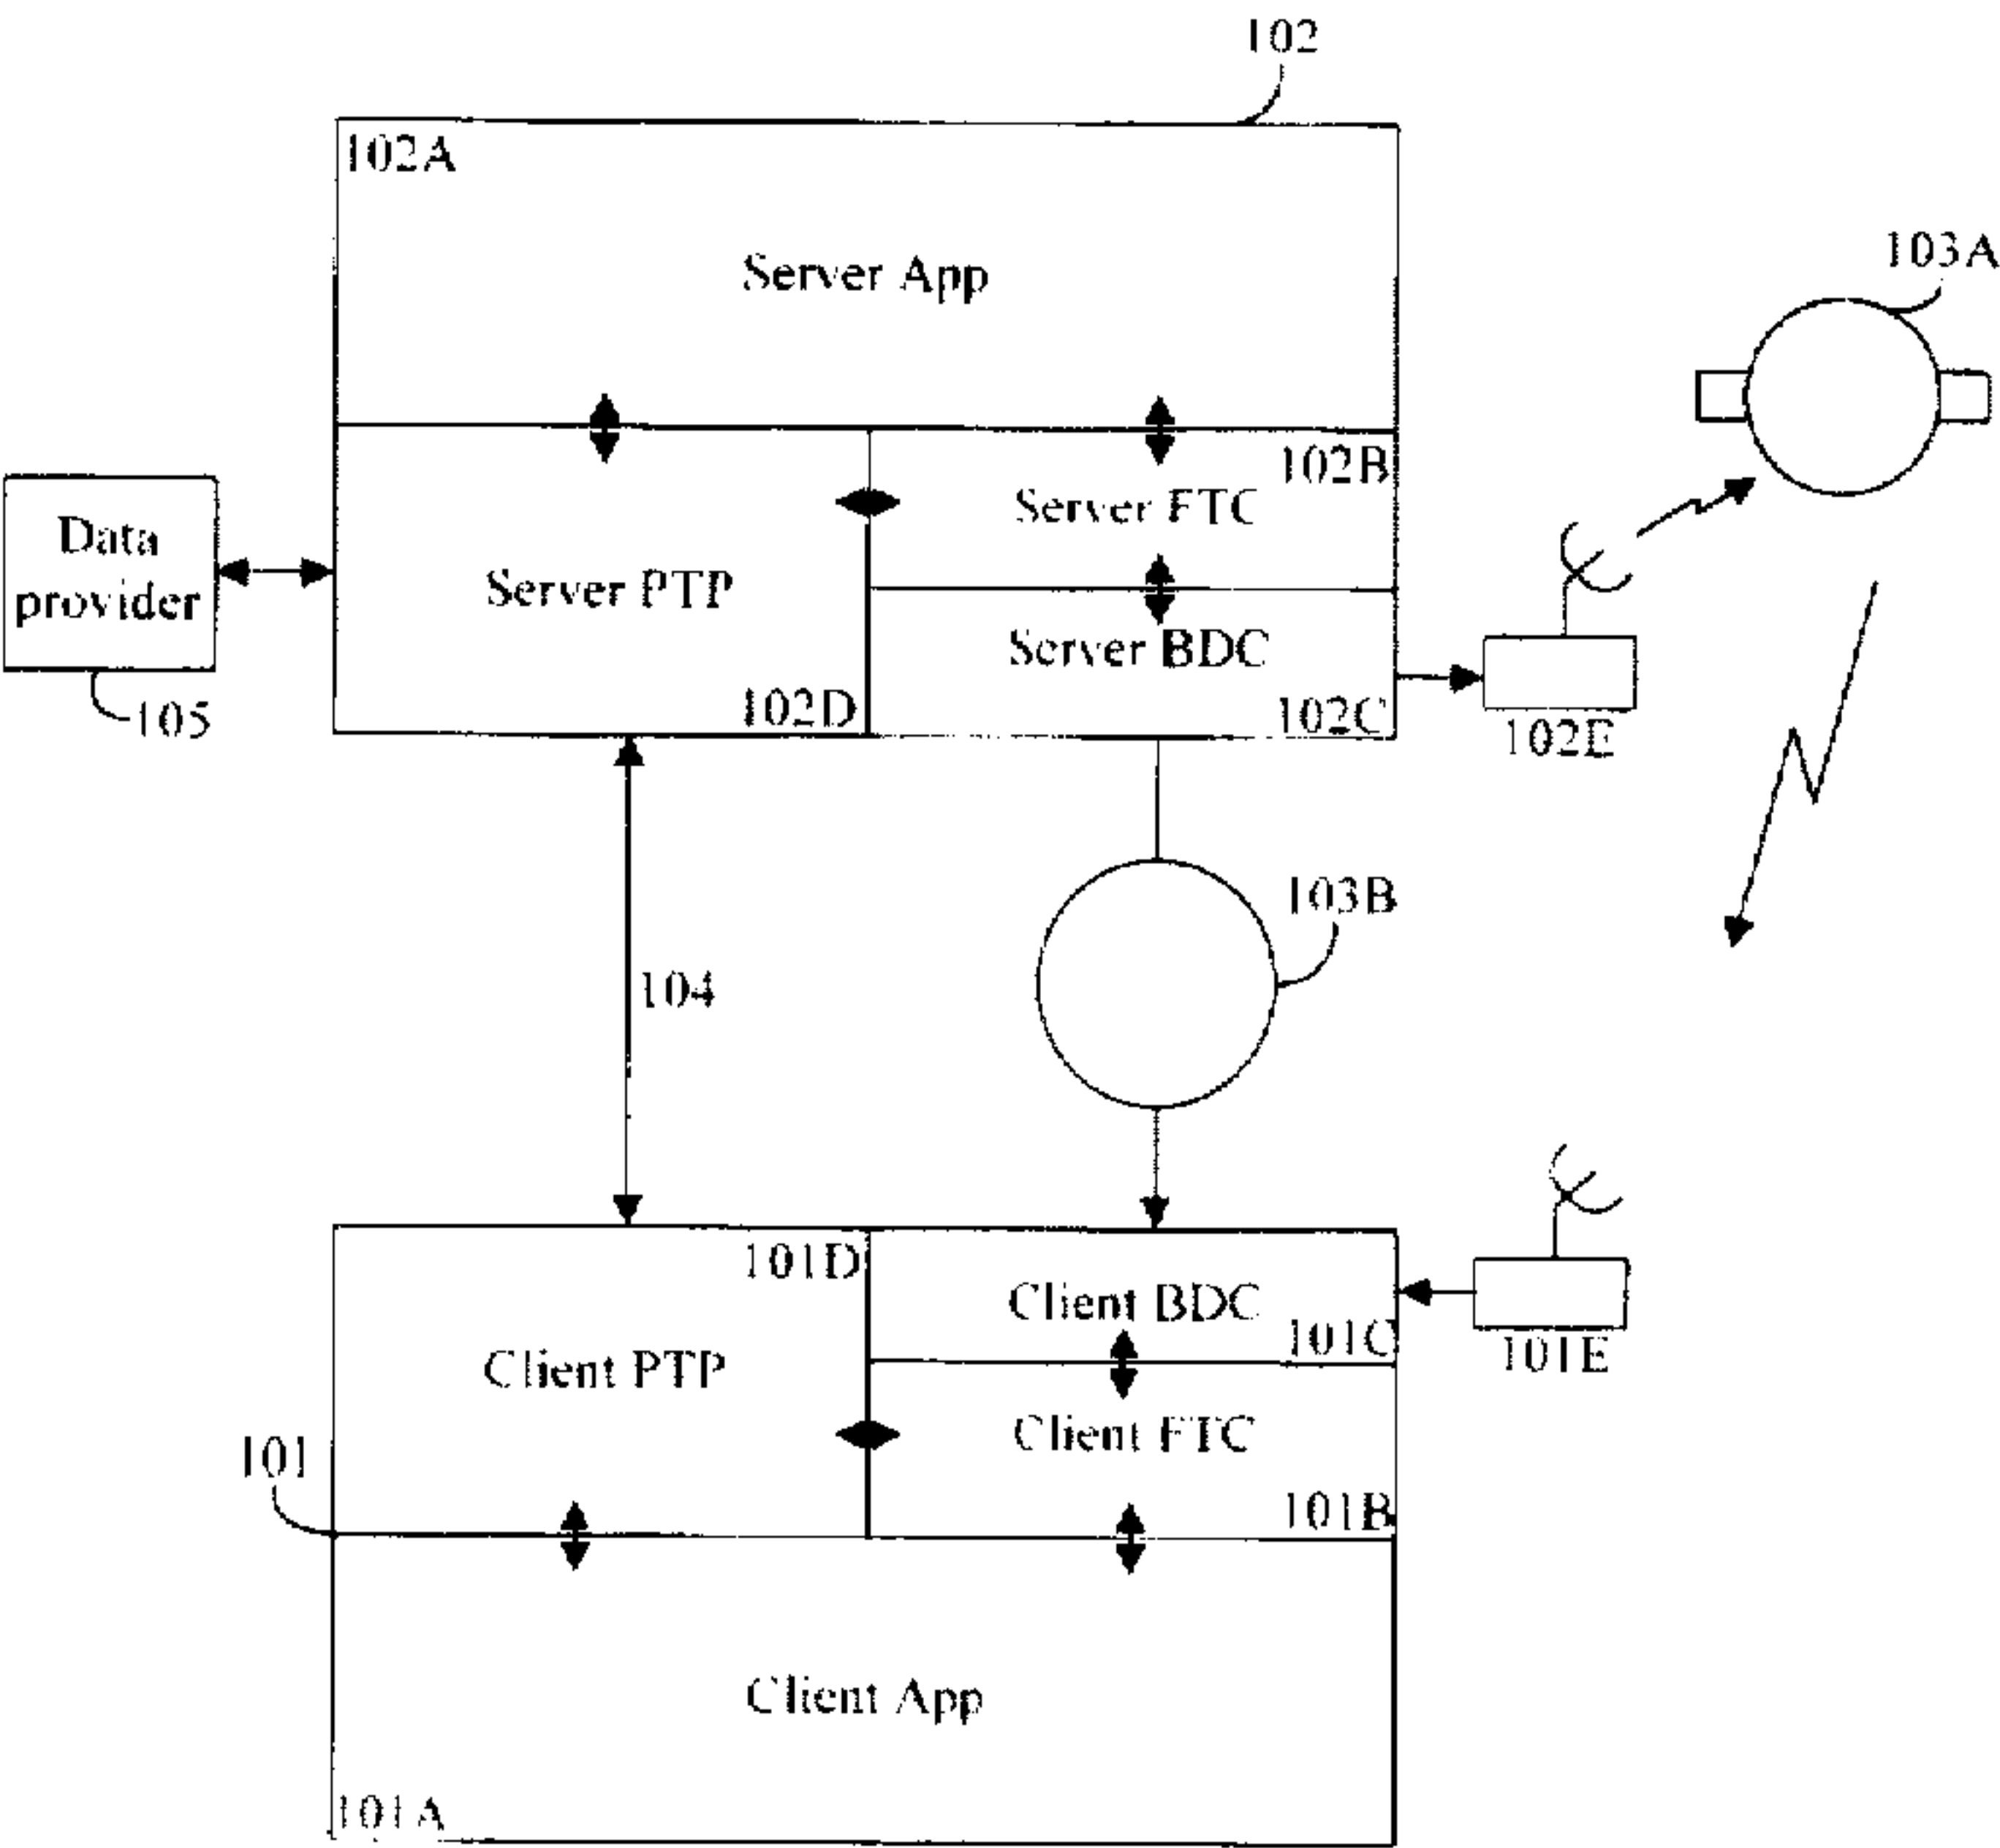 102
102A
Server App
103A
102B
Server FTC
Data
provider
Server PTP
Server BDC
102D
102C
105
102E
103B
104
101D
Client BDC
101C
101E
Client PTP
Client FTC
101
101B
Client App
101A